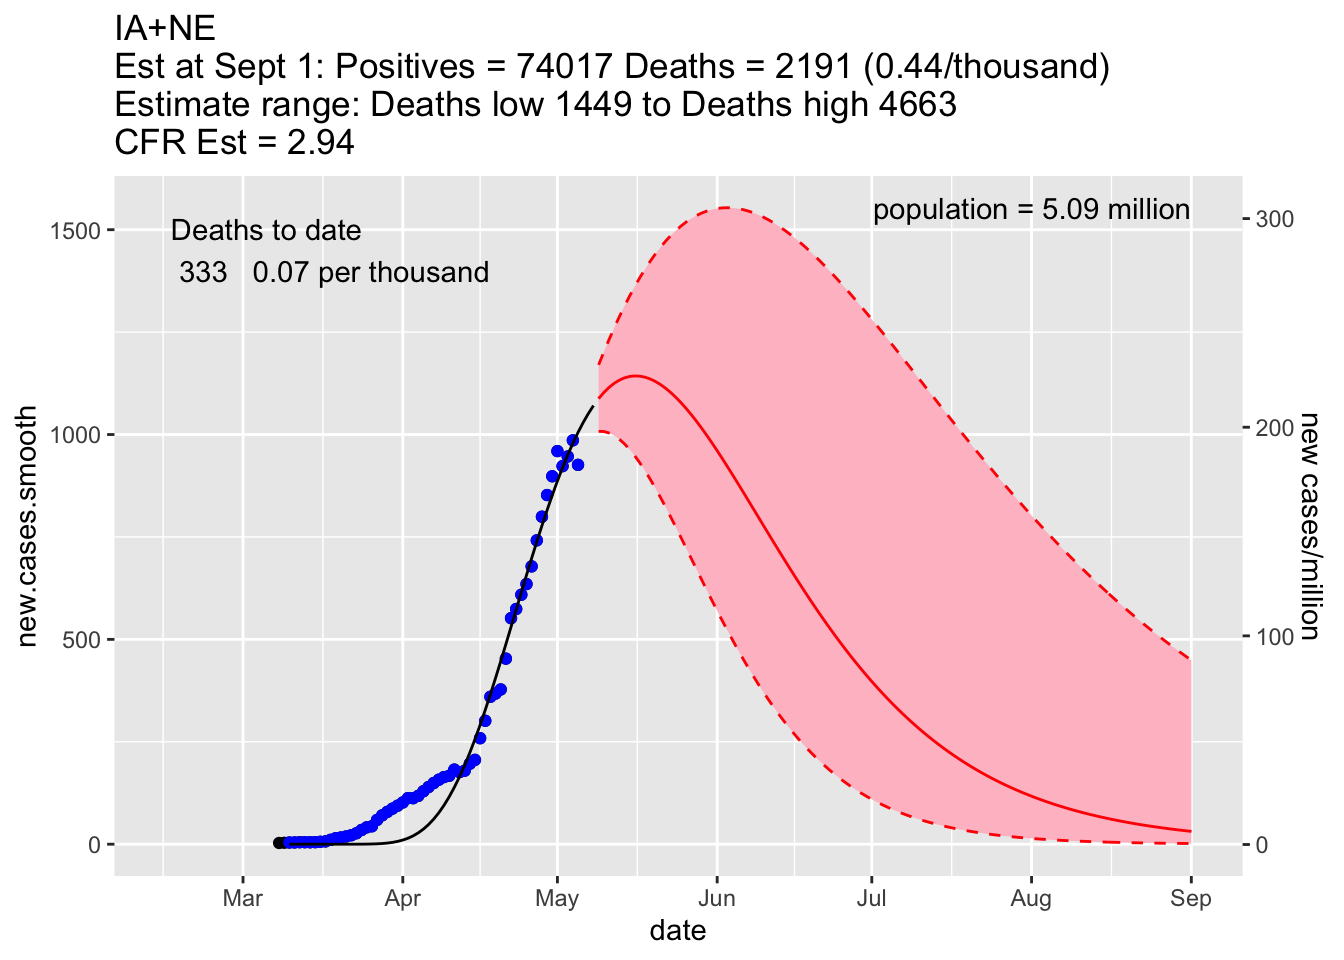 IA+NE
Est at Sept 1: Positives = 74017 Deaths = 2191 (0.44/thousand)
Estimate range: Deaths low 1449 to Deaths high 4663
CFR Est = 2.94
Deaths to date
333 0.07 per thousand
population = 5.09 million
1500
1000
500
0
new.cases.smooth
300
200
100
0
new cases/million
Mar Apr May Jun Jul Aug Sep
date